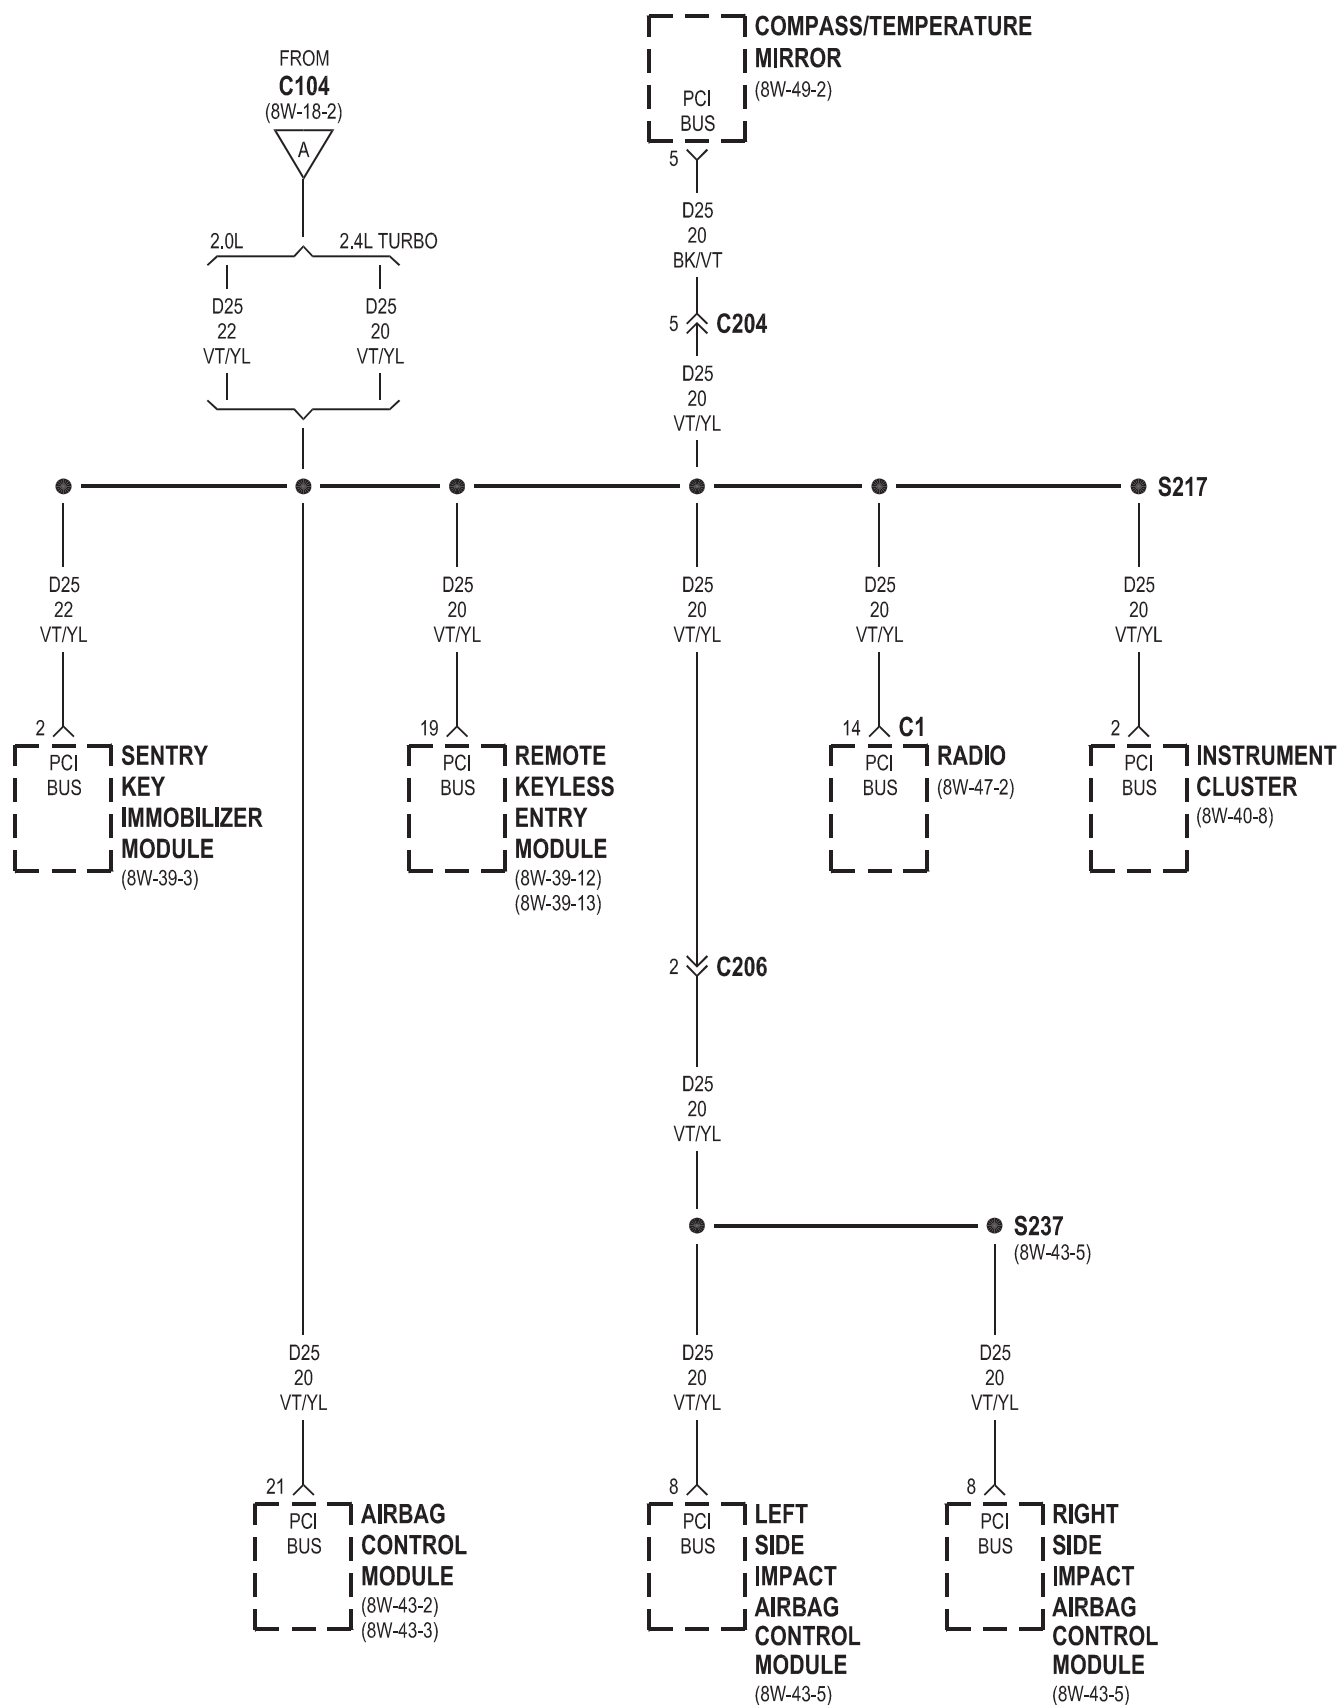 COMPASS/TEMPERATURE
MIRROR
(8W-49-2)
PCI
BUS
5
D25
20
BK/VT
5
C204
D25
20
VT/YL
FROM
C104
(8W-18-2)
A
2.0L
2.4L TURBO
D25
22
VT/YL
D25
20
VT/YL
S217
D25
22
VT/YL
D25
20
VT/YL
D25
20
VT/YL
D25
20
VT/YL
D25
20
VT/YL
2
PCI
BUS
SENTRY
KEY
IMMOBILIZER
MODULE
(8W-39-3)
19
PCI
BUS
REMOTE
KEYLESS
ENTRY
MODULE
(8W-39-12)
(8W-39-13)
14
C1
PCI
BUS
RADIO
(8W-47-2)
2
PCI
BUS
INSTRUMENT
CLUSTER
(8W-40-8)
2
C206
D25
20
VT/YL
S237
(8W-43-5)
D25
20
VT/YL
D25
20
VT/YL
D25
20
VT/YL
21
PCI
BUS
AIRBAG
CONTROL
MODULE
(8W-43-2)
(8W-43-3)
8
PCI
BUS
LEFT
SIDE
IMPACT
AIRBAG
CONTROL
MODULE
(8W-43-5)
8
PCI
BUS
RIGHT
SIDE
IMPACT
AIRBAG
CONTROL
MODULE
(8W-43-5)